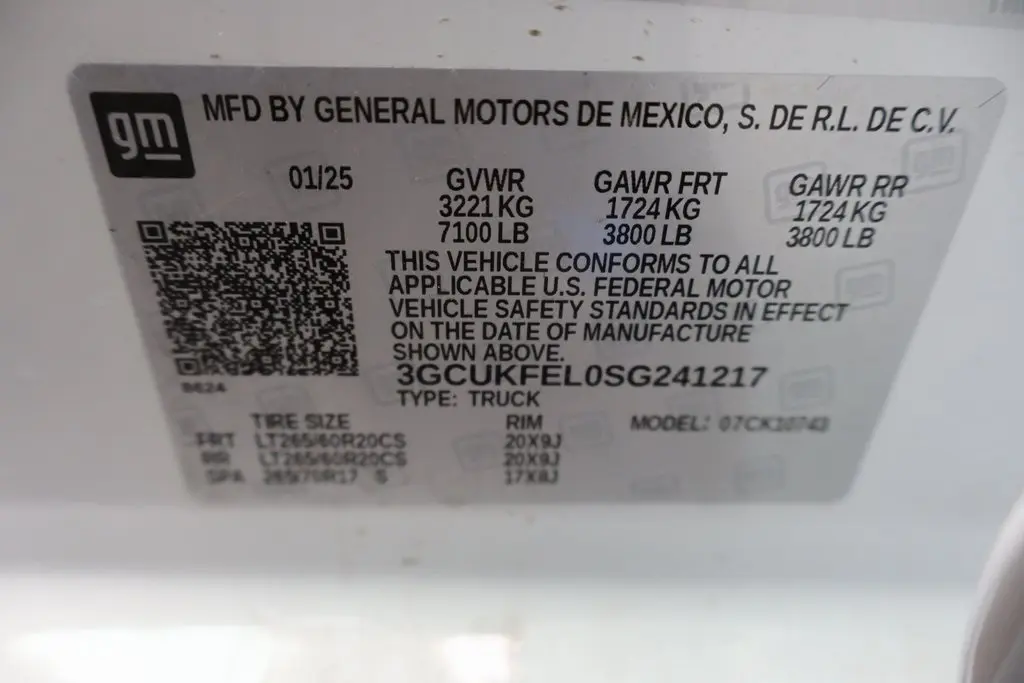 gm
MFD BY GENERAL MOTORS DE MEXICO, S. DE R.L. DE C.V.
01/25 GVWR GAWR FRT GAWR RR
3221 KG 1724 KG 1724 KG
7100 LB 3800 LB 3800 LB
THIS VEHICLE CONFORMS TO ALL
APPLICABLE U.S. FEDERAL MOTOR
VEHICLE SAFETY STANDARDS IN EFFECT
ON THE DATE OF MANUFACTURE
SHOWN ABOVE.
3GCUKFEL0SG241217
TYPE: TRUCK
TIRE SIZE RIM MODEL: 07CK10743
FRT LT265/60R20CS 20X9J
RR LT265/60R20CS 20X9J
SPA 265/70R17 S 17X8J